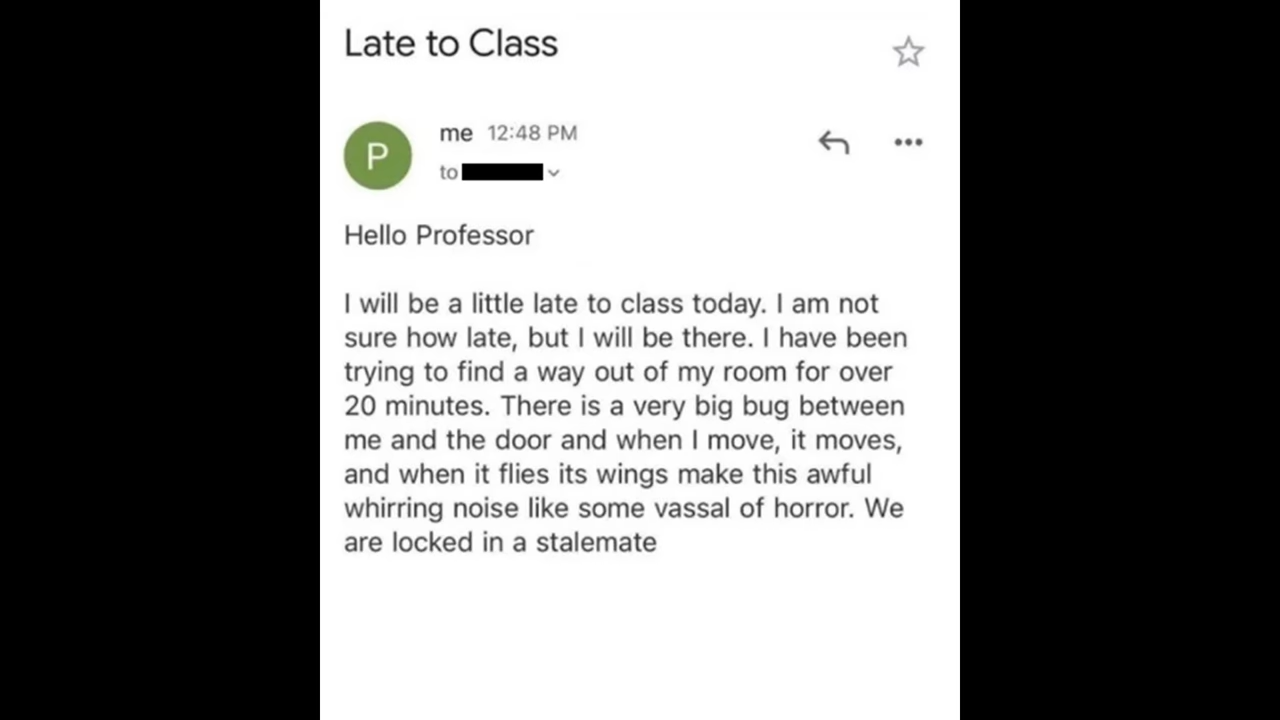 Late to Class
P
me 12:48 PM
to
Hello Professor
I will be a little late to class today. I am not
sure how late, but I will be there. I have been
trying to find a way out of my room for over
20 minutes. There is a very big bug between
me and the door and when I move, it moves,
and when it flies its wings make this awful
whirring noise like some vassal of horror. We
are locked in a stalemate